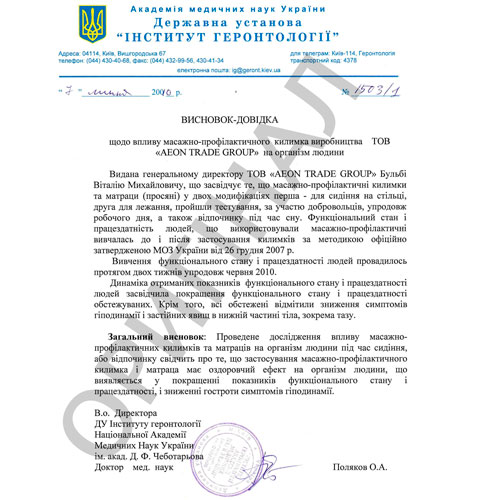 Академія медичних наук України
Державна установа
“ІНСТИТУТ ГЕРОНТОЛОГІЇ”
Адреса: 04114, Київ, Вишгородська 67
телефон: (044) 430-40-68, факс: (044) 432-99-56, 430-41-34
для телеграм: Київ-114, Геронтологія
транспортний код: 4378
електронна пошта: ig@geront.kiev.ua
“ 7 ” липня 2010 р.
№ 1503/1
ВИСНОВОК-ДОВІДКА
щодо впливу масажно-профілактичного килимка виробництва ТОВ
«AEON TRADE GROUP» на організм людини
Видана генеральному директору ТОВ «AEON TRADE GROUP» Бульбі
Віталію Михайловичу, що засвідчує те, що масажно-профілактичні килимки
та матраци (просяні) у двох модифікаціях перша - для сидіння на стільці,
друга для лежання, пройшли тестування, за участю добровольців, упродовж
робочого дня, а також відпочинку під час сну. Функціональний стан і
працездатність людей, що використовували масажно-профілактичні
вивчалась до і після застосування килимків за методикою офіційно
затвердженою МОЗ України від 26 грудня 2007 р.
Вивчення функціонального стану і працездатності людей проводилось
протягом двох тижнів упродовж червня 2010.
Динаміка отриманих показників функціонального стану і працездатності
людей засвідчила покращення функціонального стану і працездатності
обстежуваних. Крім того, всі обстежені відмітили зниження симптомів
гіподинамії і застійних явищ в нижній частині тіла, зокрема тазу.
Загальний висновок: Проведене дослідження впливу масажно-
профілактичних килимків та матраців на організм людини під час сидіння,
або відпочинку свідчить про те, що застосування масажно-профілактичного
килимка і матраца має оздоровчий ефект на організм людини, що
виявляється у покращенні показників функціонального стану і
працездатності, і зниженні гостроти симптомів гіподинамії.
В.о. Директора
ДУ Інституту геронтології
Національної Академії
Медичних Наук України
ім. акад. Д. Ф. Чеботарьова
Доктор мед. наук
Поляков О.А.
ОРИГІНАЛ